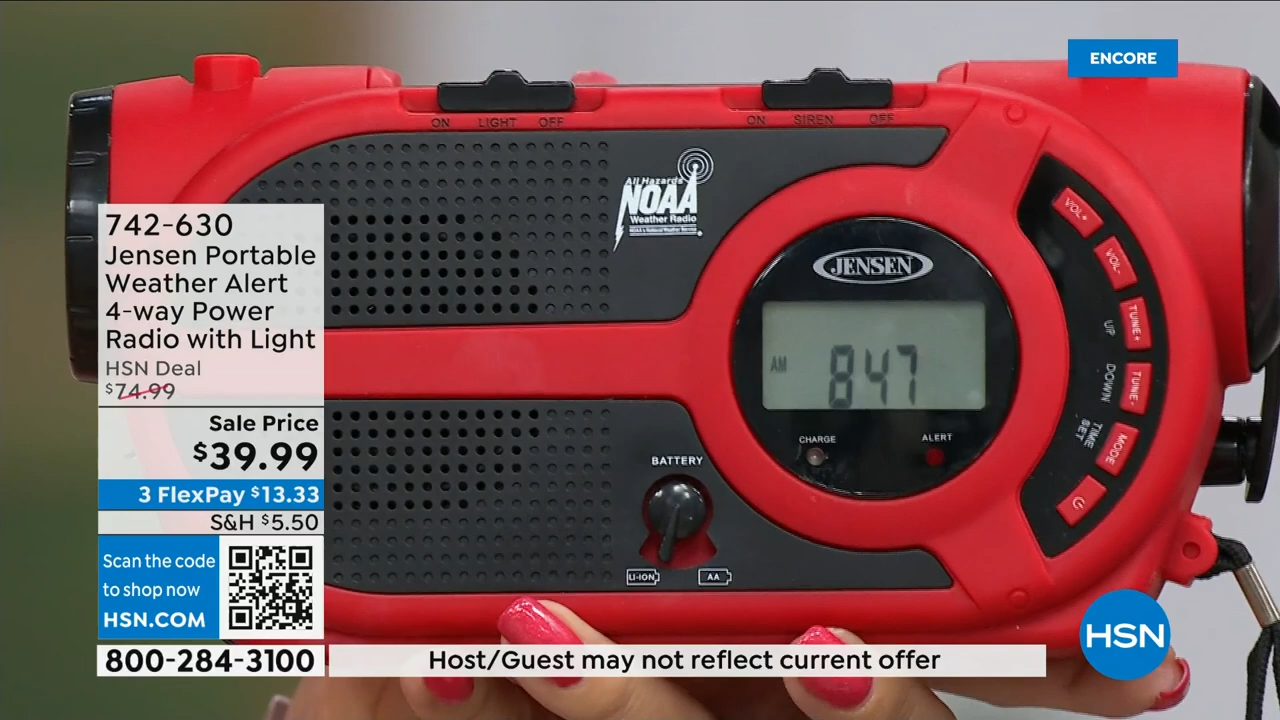 ENCORE
ON LIGHT OFF
ON SIREN OFF
All Hazards
NOAA
Weather Radio
VOL+
VOL-
TUNE+
UP
TUNE-
DOWN
MODE
TIME SET
JENSEN
AM 847
CHARGE
ALERT
BATTERY
LI-ION
AA
742-630
Jensen Portable
Weather Alert
4-way Power
Radio with Light
HSN Deal
$74.99
Sale Price
$39.99
3 FlexPay $13.33
S&H $5.50
Scan the code
to shop now
HSN.COM
800-284-3100
Host/Guest may not reflect current offer
HSN